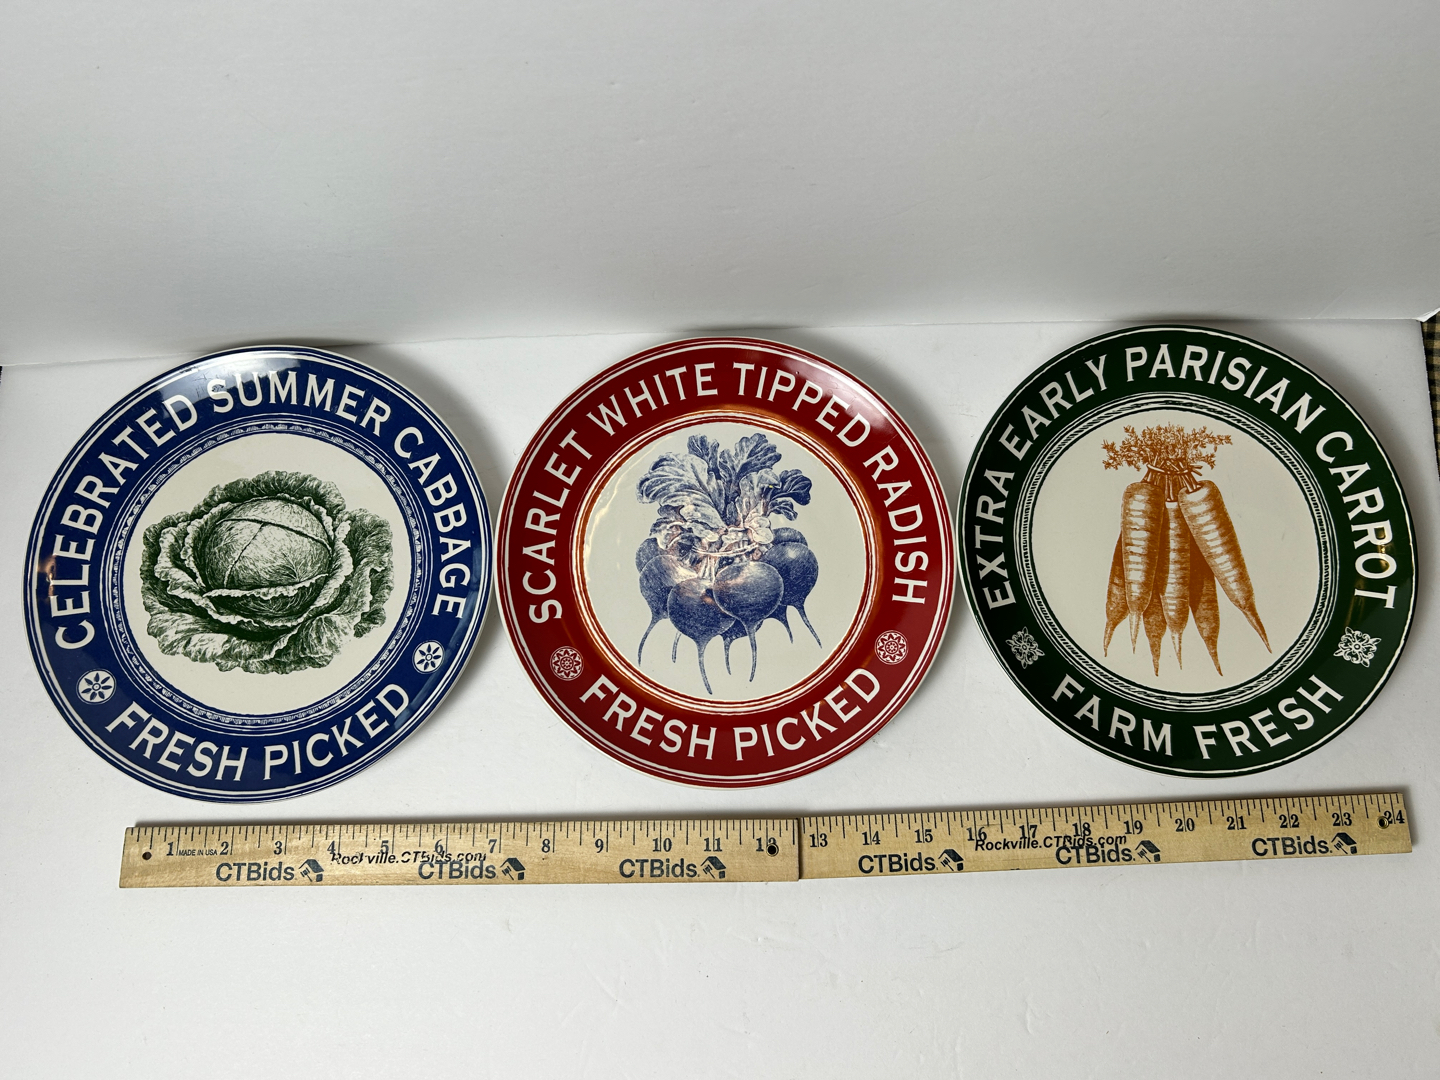 CELEBRATED SUMMER CABBAGE
FRESH PICKED
SCARLET WHITE TIPPED RADISH
FRESH PICKED
EXTRA EARLY PARISIAN CARROT
FARM FRESH
1 2 3 4 5 6 7 8 9 10 11 12 13 14 15 16 17 18 19 20 21 22 23 24
MADE IN USA
Rockville.CTBids.com
Rockville.CTBids.com
CTBids CTBids CTBids CTBids CTBids CTBids